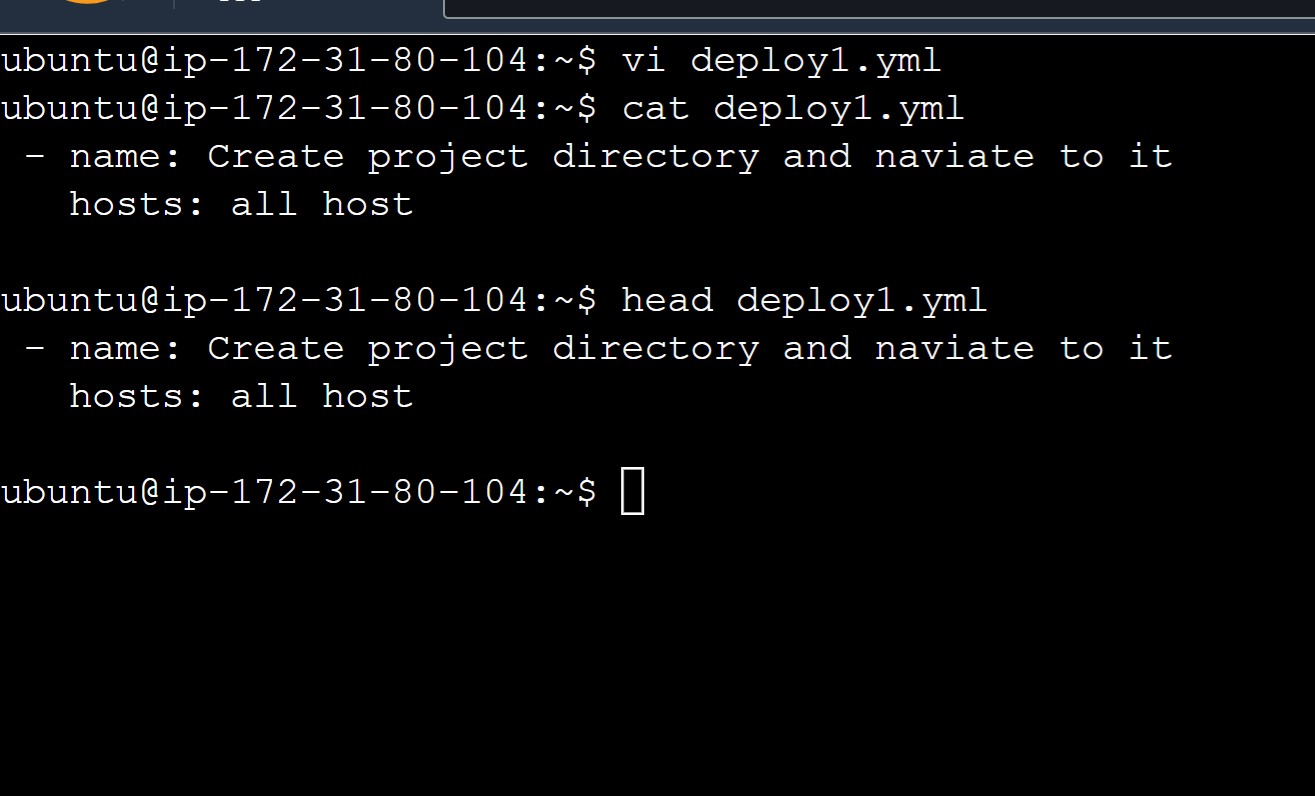 ubuntu@ip-172-31-80-104:~$ vi deploy1.yml
ubuntu@ip-172-31-80-104:~$ cat deploy1.yml
 - name: Create project directory and naviate to it
   hosts: all host

ubuntu@ip-172-31-80-104:~$ head deploy1.yml
 - name: Create project directory and naviate to it
   hosts: all host

ubuntu@ip-172-31-80-104:~$